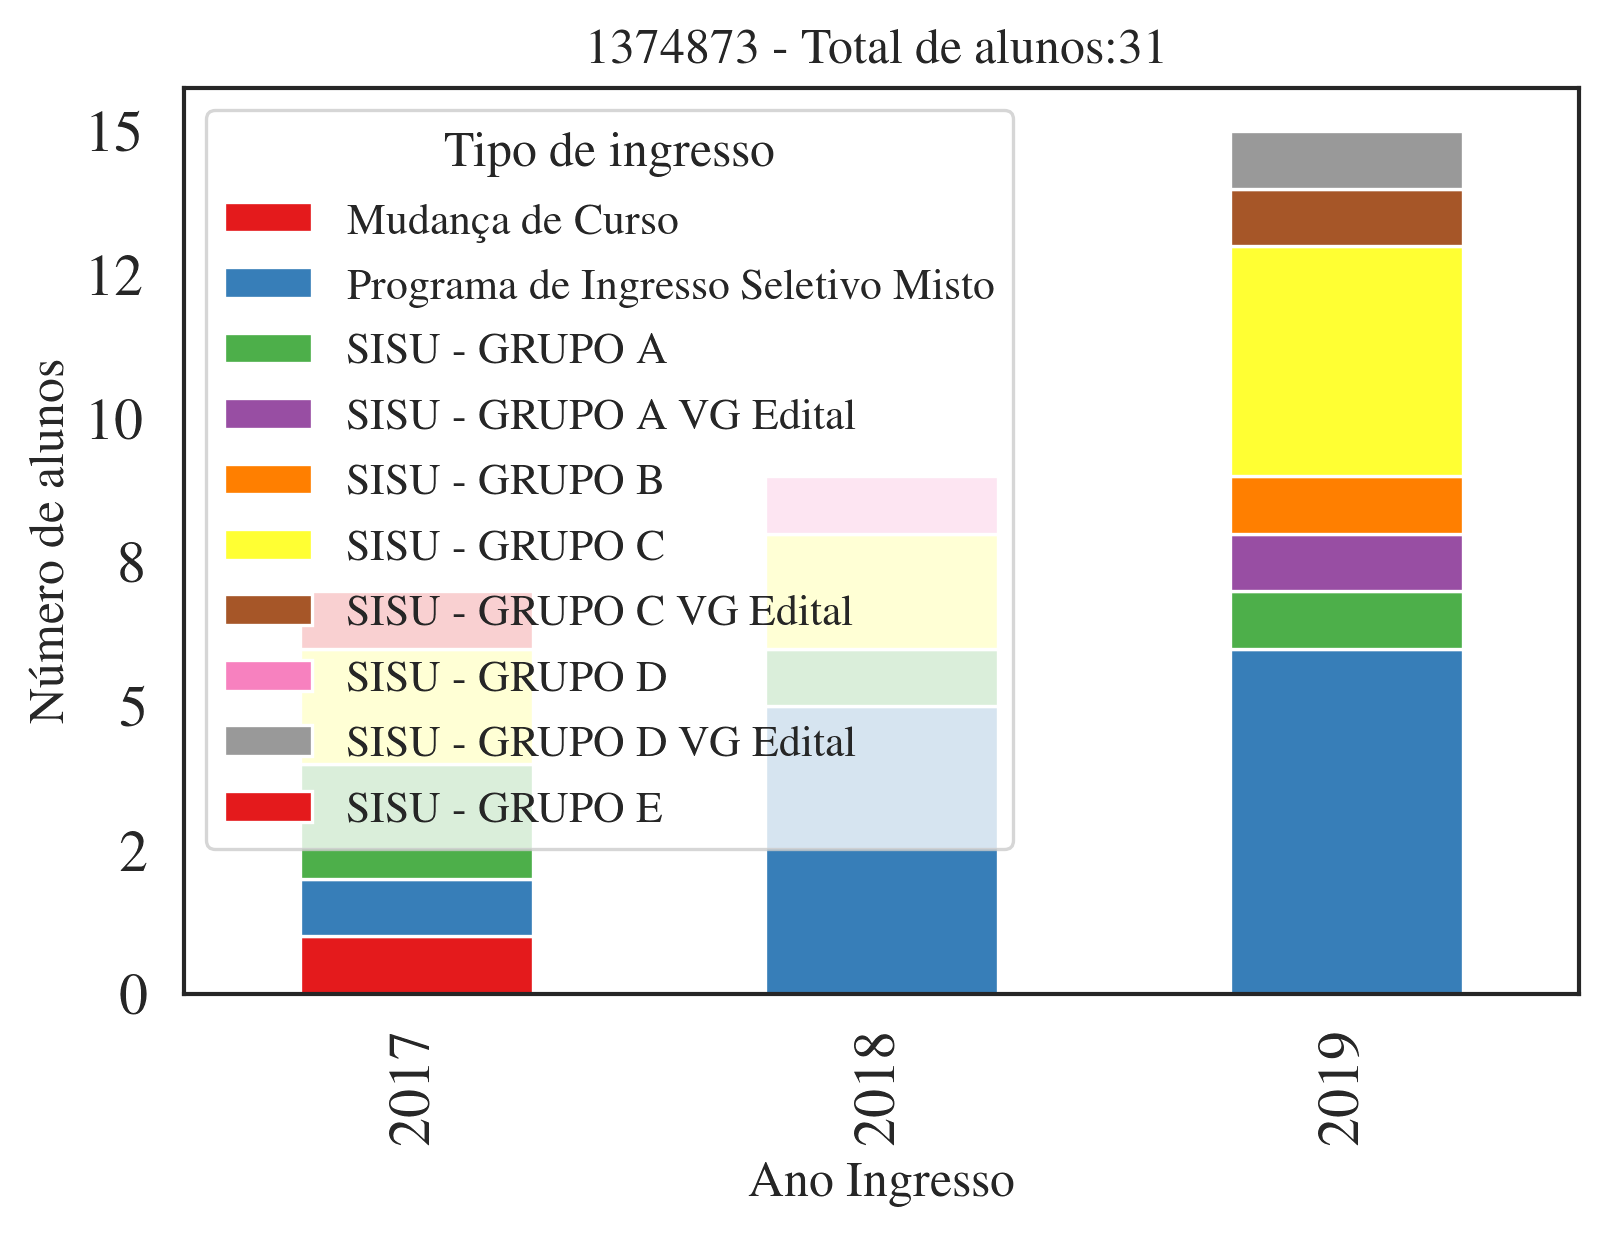 1374873 - Total de alunos:31
15
12
10
8
5
2
0
Número de alunos
Tipo de ingresso
Mudança de Curso
Programa de Ingresso Seletivo Misto
SISU - GRUPO A
SISU - GRUPO A VG Edital
SISU - GRUPO B
SISU - GRUPO C
SISU - GRUPO C VG Edital
SISU - GRUPO D
SISU - GRUPO D VG Edital
SISU - GRUPO E
2017
2018
2019
Ano Ingresso